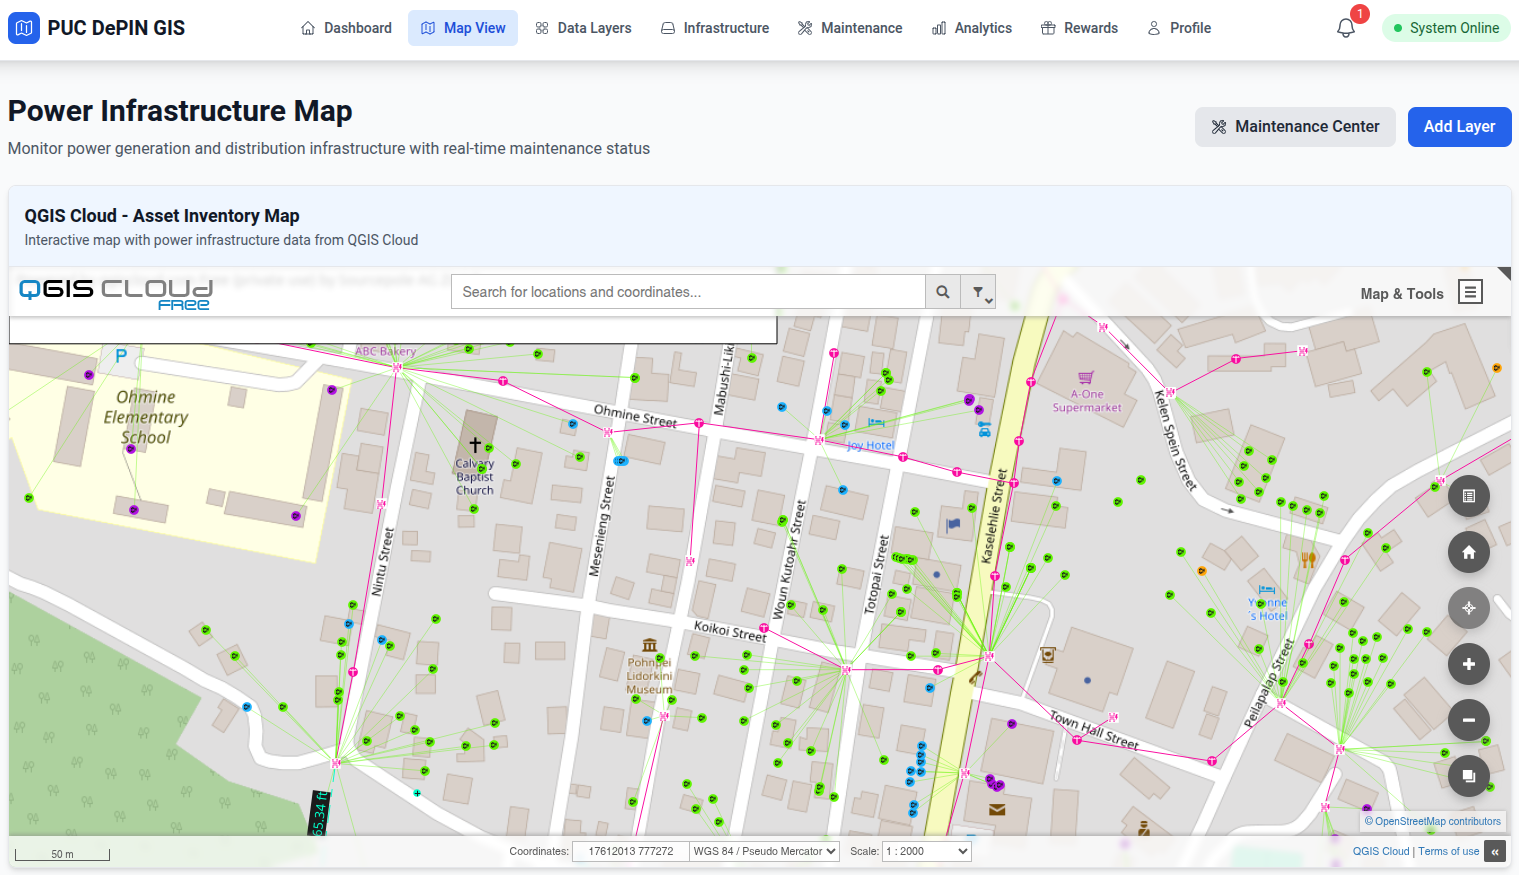 PUC DePIN GIS
Dashboard
Map View
Data Layers
Infrastructure
Maintenance
Analytics
Rewards
Profile
1
System Online
Power Infrastructure Map
Monitor power generation and distribution infrastructure with real-time maintenance status
Maintenance Center
Add Layer
QGIS Cloud - Asset Inventory Map
Interactive map with power infrastructure data from QGIS Cloud
QGIS CLOUD
FREE
Search for locations and coordinates...
Map & Tools
P
ABC Bakery
Ohmine
Elementary
School
Calvary
Baptist
Church
Ohmine Street
Joy Hotel
A-One
Supermarket
Kelen Spein Street
Nintu Street
Mesenieng Street
Woun Kutoahr Street
Totopai Street
Kaselehlie Street
Koikoi Street
Pohnpei
Lidorkini
Museum
Yvonne
's Hotel
Peilapalap Street
Town Hall Street
65.34 ft
© OpenStreetMap contributors
50 m
Coordinates:
17612013 777272
WGS 84 / Pseudo Mercator
Scale:
1 : 2000
QGIS Cloud | Terms of use